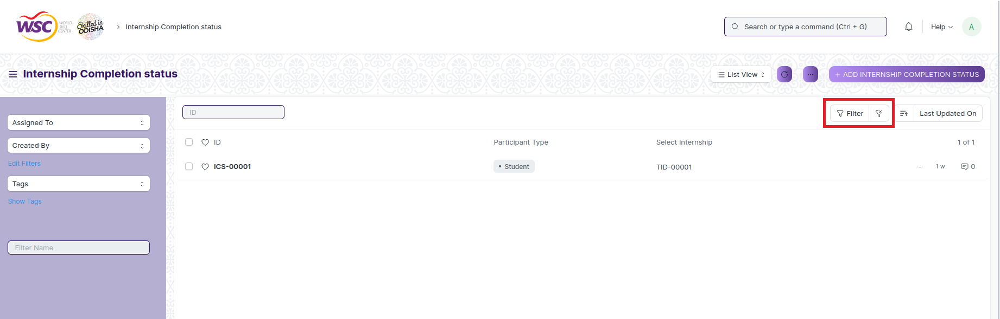 WSC
WORLD
SKILL
CENTER
Skilled in
ODISHA
Internship Completion status
Search or type a command (Ctrl + G)
Help
A
Internship Completion status
List View
...
+ ADD INTERNSHIP COMPLETION STATUS
Assigned To
Created By
Edit Filters
Tags
Show Tags
Filter Name
ID
Filter
Last Updated On
ID
Participant Type
Select Internship
1 of 1
ICS-00001
• Student
TID-00001
-
1 w
0